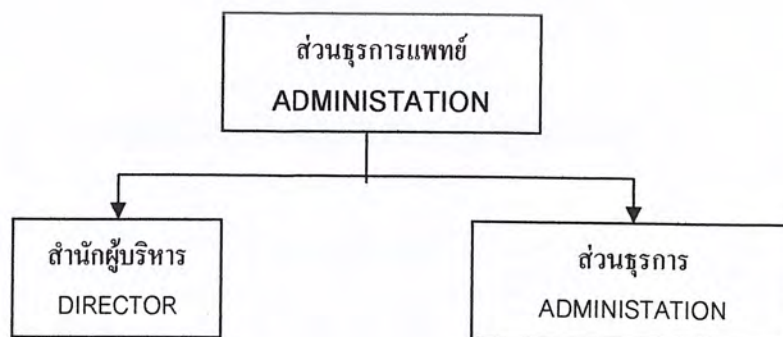 ส่วนธุรการแพทย์
ADMINISTATION
สำนักผู้บริหาร
DIRECTOR
ส่วนธุรการ
ADMINISTATION